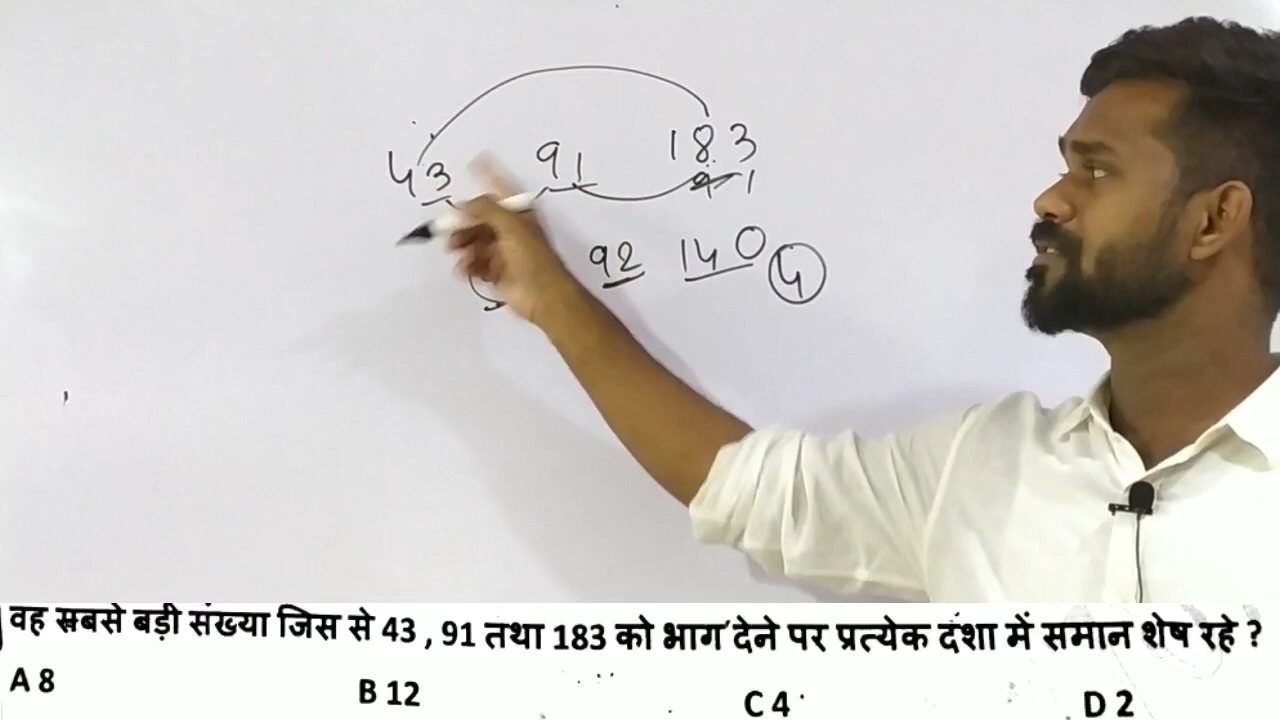 43 91 183
91
92 140 4
वह सबसे बड़ी संख्या जिस से 43 , 91 तथा 183 को भाग देने पर प्रत्येक दशा में समान शेष रहे ?
A 8 B 12 C 4 D 2